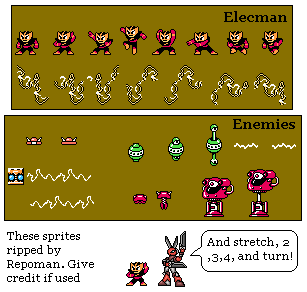 Elecman
Enemies
These sprites
ripped by
Repoman. Give
credit if used
And stretch, 2
,3,4, and turn!